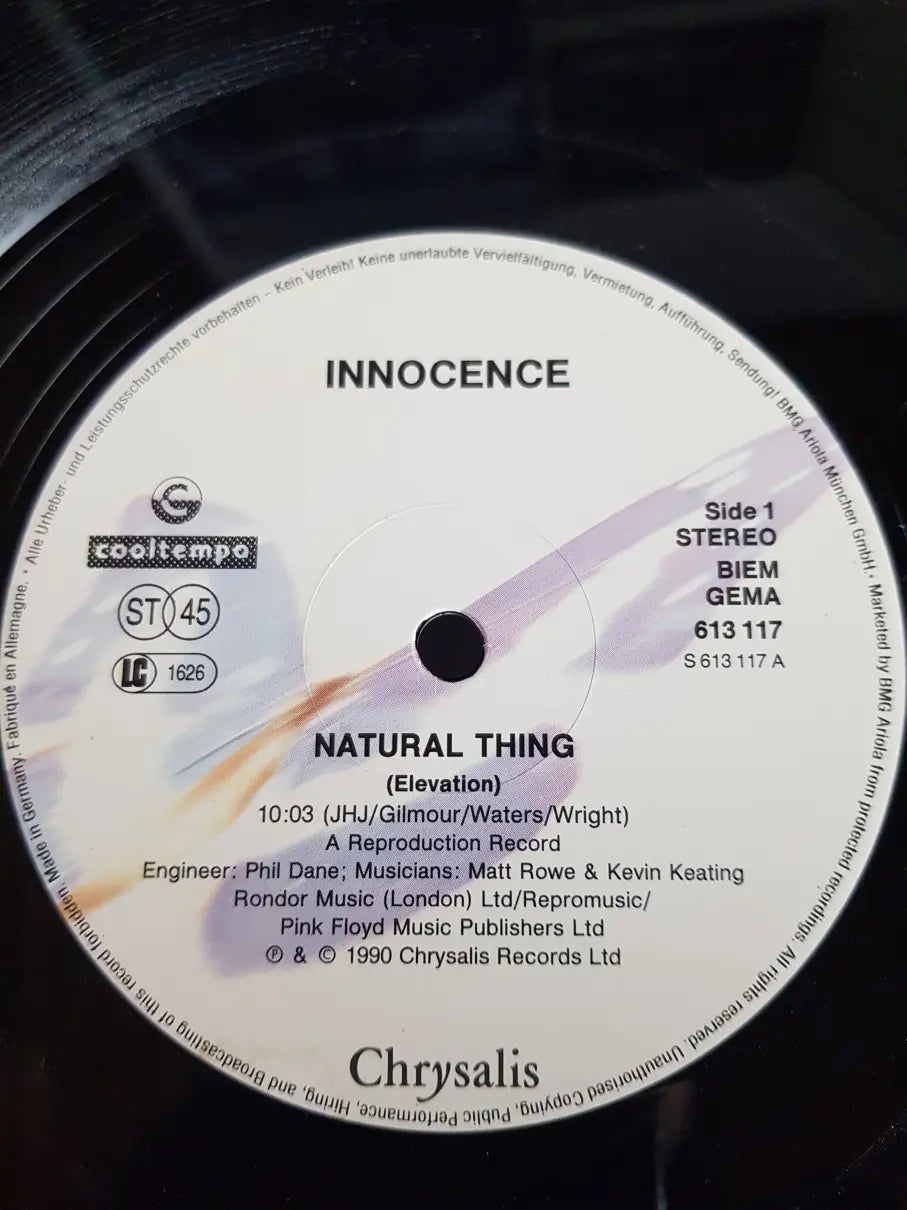 Alle Urheber- und Leistungsschutzrechte vorbehalten – Kein Verleih! Keine unerlaubte Vervielfältigung, Vermietung, Aufführung, Sendung! BMG Ariola München GmbH. • Marketed by BMG Ariola from protected recordings. All rights reserved. Unauthorised Copying, Public Performance, Hiring, and Broadcasting of this record forbidden. Made in Germany. Fabriqué en Allemagne. •
INNOCENCE
cooltempo
ST 45
LC 1626
Side 1
STEREO
BIEM
GEMA
613 117
S 613 117 A
NATURAL THING
(Elevation)
10:03 (JHJ/Gilmour/Waters/Wright)
A Reproduction Record
Engineer: Phil Dane; Musicians: Matt Rowe & Kevin Keating
Rondor Music (London) Ltd/Repromusic/
Pink Floyd Music Publishers Ltd
℗ & © 1990 Chrysalis Records Ltd
Chrysalis